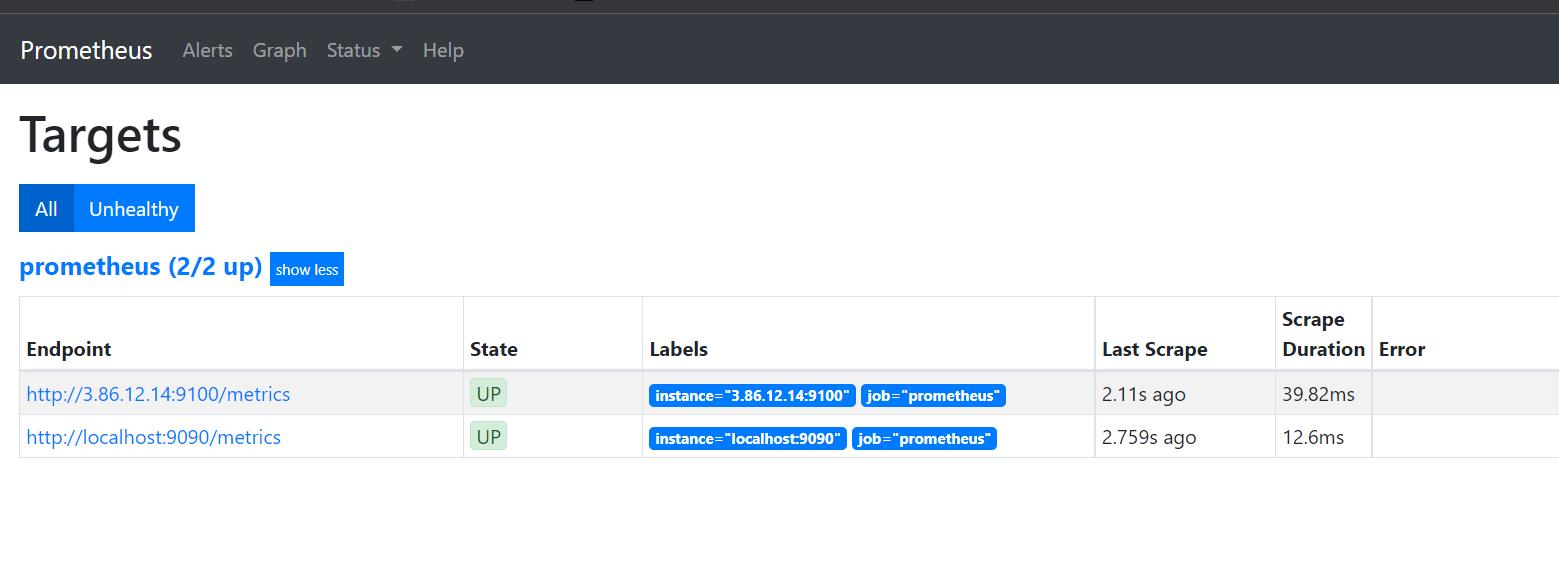 Prometheus Alerts Graph Status Help
Targets
All Unhealthy
prometheus (2/2 up) show less
Endpoint State Labels Last Scrape Scrape Duration Error
http://3.86.12.14:9100/metrics UP instance="3.86.12.14:9100" job="prometheus" 2.11s ago 39.82ms
http://localhost:9090/metrics UP instance="localhost:9090" job="prometheus" 2.759s ago 12.6ms